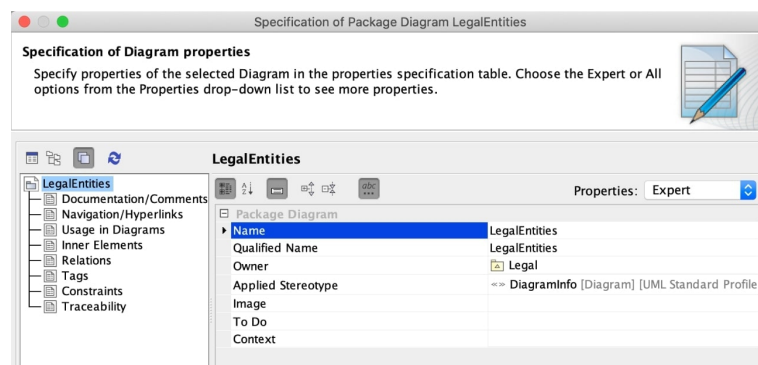 Specification of Package Diagram LegalEntities
Specification of Diagram properties
Specify properties of the selected Diagram in the properties specification table. Choose the Expert or All
options from the Properties drop-down list to see more properties.
LegalEntities
LegalEntities
Documentation/Comments
Navigation/Hyperlinks
Usage in Diagrams
Inner Elements
Relations
Tags
Constraints
Traceability
A
Z
abc
...
Properties: Expert
Package Diagram
Name LegalEntities
Qualified Name LegalEntities
Owner Legal
Applied Stereotype «» DiagramInfo [Diagram] [UML Standard Profile
Image
To Do
Context